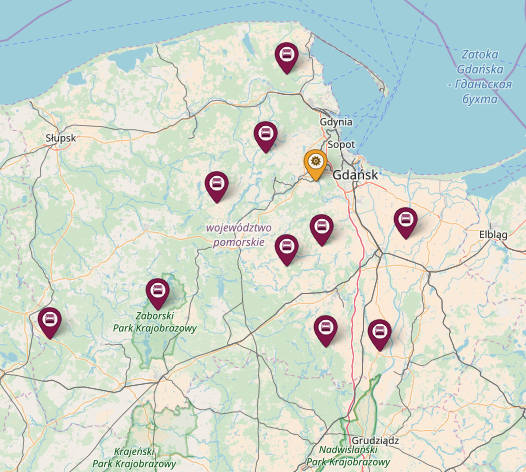 Zatoka
Gdańska
- Гданьская
бухта
Gdynia
Słupsk
Sopot
Gdańsk
województwo
pomorskie
Elbląg
Zaborski
Park Krajobrazowy
Grudziądz
Krajeński
Park Krajobrazowy
Nadwiślański
Park Krajobrazowy